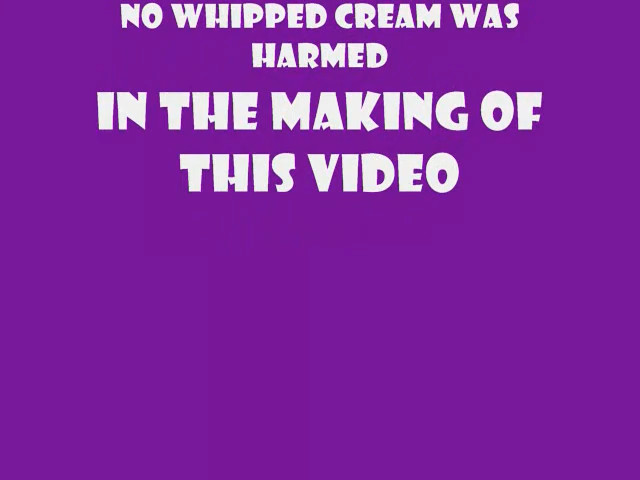 NO WHIPPED CREAM WAS
HARMED
IN THE MAKING OF
THIS VIDEO